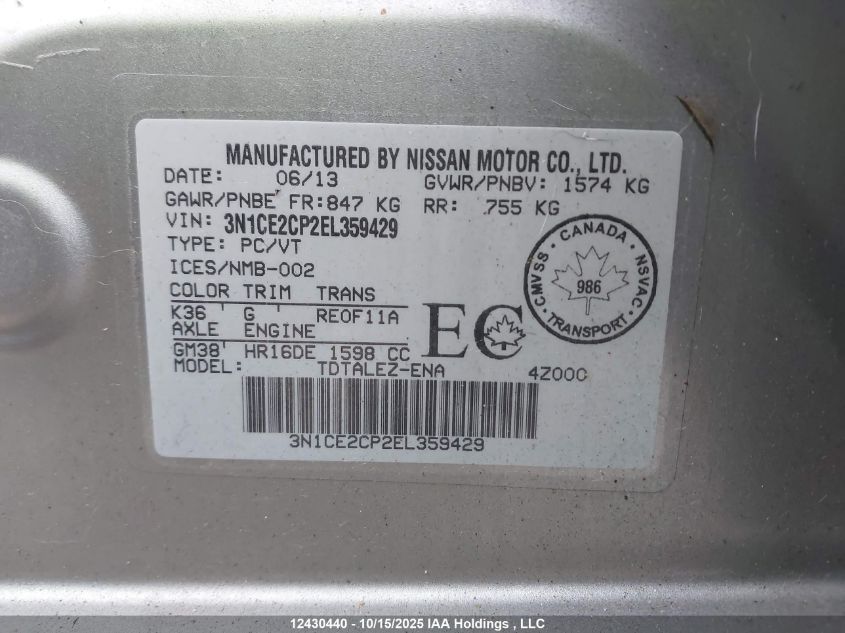 MANUFACTURED BY NISSAN MOTOR CO., LTD.
DATE: 06/13 GVWR/PNBV: 1574 KG
GAWR/PNBE FR:847 KG RR: 755 KG
VIN: 3N1CE2CP2EL359429
TYPE: PC/VT
ICES/NMB-002
COLOR TRIM TRANS
K36 G RE0F11A
AXLE ENGINE
GM38 HR16DE 1598 CC
MODEL: TDTALEZ-ENA 4Z000
EC
CANADA
CMVSS 986 NSVAC
TRANSPORT
3N1CE2CP2EL359429
12430440 - 10/15/2025 IAA Holdings , LLC